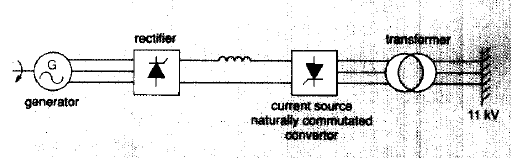 rectifier
transformer
G
generator
current source
naturally commutated
convertor
11 kV